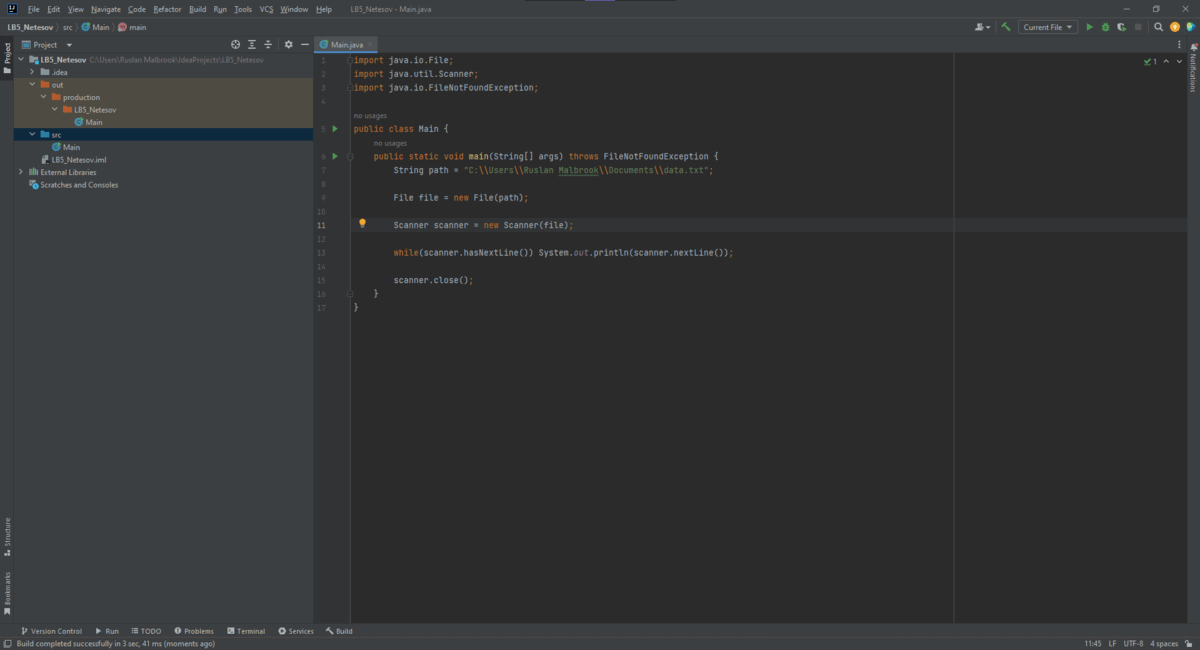 File Edit View Navigate Code Refactor Build Run Tools VCS Window Help LB5_Netesov - Main.java
LB5_Netesov src Main main Current File
Project Main.java
Project
LB5_Netesov C:\Users\Ruslan Malbrook\IdeaProjects\LB5_Netesov
.idea
out
production
LB5_Netesov
Main
src
Main
LB5_Netesov.iml
External Libraries
Scratches and Consoles
1 import java.io.File;
2 import java.util.Scanner;
3 import java.io.FileNotFoundException;
4
no usages
5 public class Main {
no usages
6 public static void main(String[] args) throws FileNotFoundException {
7 String path = "C:\\Users\\Ruslan Malbrook\\Documents\\data.txt";
8
9 File file = new File(path);
10
11 Scanner scanner = new Scanner(file);
12
13 while(scanner.hasNextLine()) System.out.println(scanner.nextLine());
14
15 scanner.close();
16 }
17 }
1
Notifications
Structure
Bookmarks
Version Control Run TODO Problems Terminal Services Build
Build completed successfully in 3 sec, 41 ms (moments ago) 11:45 LF UTF-8 4 spaces